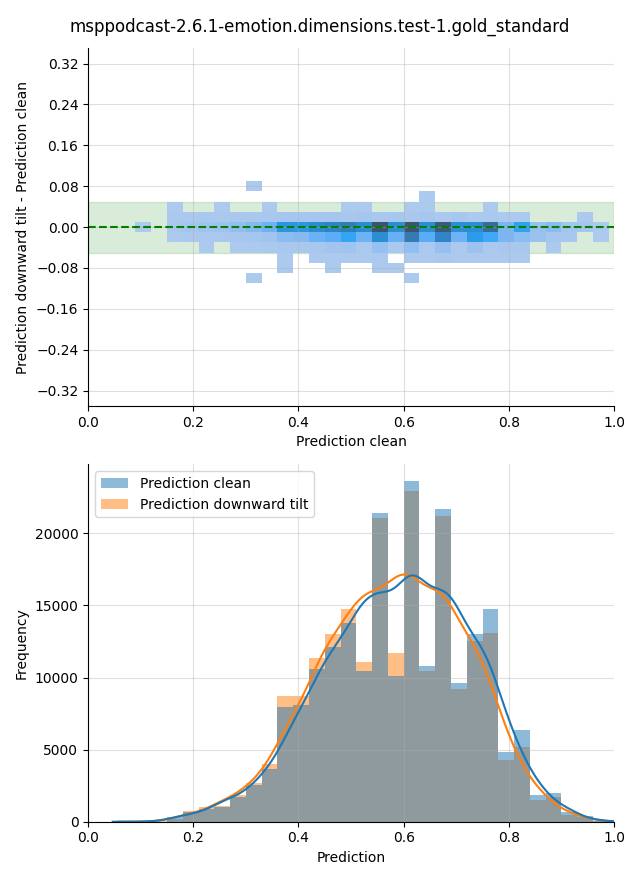 msppodcast-2.6.1-emotion.dimensions.test-1.gold_standard
Prediction downward tilt - Prediction clean
0.32
0.24
0.16
0.08
0.00
−0.08
−0.16
−0.24
−0.32
0.0 0.2 0.4 0.6 0.8 1.0
Prediction clean
Prediction clean
Prediction downward tilt
Frequency
20000
15000
10000
5000
0
0.0 0.2 0.4 0.6 0.8 1.0
Prediction